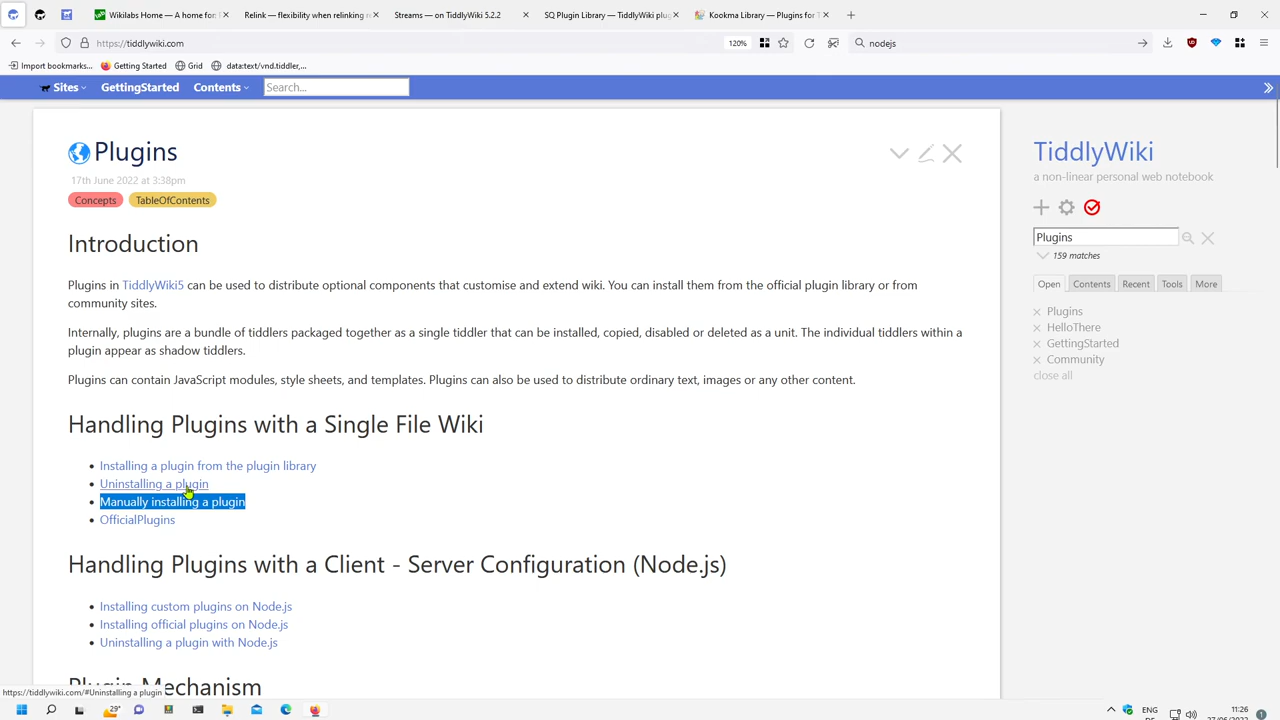 Wikilabs — A home for
Relink — flexibility when relinking r
Streams — on TiddlyWiki 5.2.2
SQ Plugin Library — TiddlyWiki plug
Kookma Library — Plugins for T
https://tiddlywiki.com
120%
nodejs
Import bookmarks...
Getting Started
Grid
data:text/vnd.tiddler,...
Sites
GettingStarted
Contents
Search...
Plugins
17th June 2022 at 3:38pm
Concepts
TableOfContents
Introduction
Plugins in TiddlyWiki5 can be used to distribute optional components that customise and extend wiki. You can install them from the official plugin library or from
community sites.
Internally, plugins are a bundle of tiddlers packaged together as a single tiddler that can be installed, copied, disabled or deleted as a unit. The individual tiddlers within a
plugin appear as shadow tiddlers.
Plugins can contain JavaScript modules, style sheets, and templates. Plugins can also be used to distribute ordinary text, images or any other content.
Handling Plugins with a Single File Wiki
Installing a plugin from the plugin library
Uninstalling a plugin
Manually installing a plugin
OfficialPlugins
Handling Plugins with a Client - Server Configuration (Node.js)
Installing custom plugins on Node.js
Installing official plugins on Node.js
Uninstalling a plugin with Node.js
Plugin Mechanism
TiddlyWiki
a non-linear personal web notebook
Plugins
159 matches
Open
Contents
Recent
Tools
More
Plugins
HelloThere
GettingStarted
Community
close all
https://tiddlywiki.com/#Uninstalling a plugin
29°
ENG
11:26